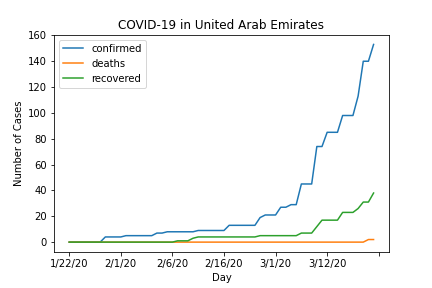 COVID-19 in United Arab Emirates
160
140
120
100
80
60
40
20
0
Number of Cases
confirmed
deaths
recovered
1/22/20 2/1/20 2/6/20 2/16/20 3/1/20 3/12/20
Day